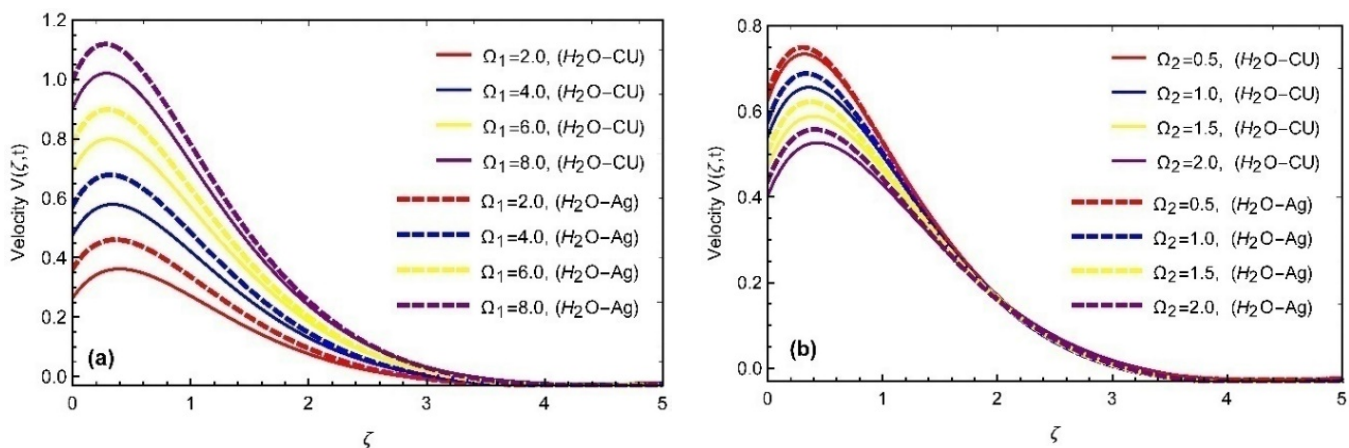 1.2
1.0
0.8
0.6
0.4
0.2
0.0
Velocity V(ζ,t)
Ω₁=2.0, (H₂O−CU)
Ω₁=4.0, (H₂O−CU)
Ω₁=6.0, (H₂O−CU)
Ω₁=8.0, (H₂O−CU)
Ω₁=2.0, (H₂O−Ag)
Ω₁=4.0, (H₂O−Ag)
Ω₁=6.0, (H₂O−Ag)
Ω₁=8.0, (H₂O−Ag)
(a)
0 1 2 3 4 5
ζ
0.8
0.6
0.4
0.2
0.0
Velocity V(ζ,t)
Ω₂=0.5, (H₂O−CU)
Ω₂=1.0, (H₂O−CU)
Ω₂=1.5, (H₂O−CU)
Ω₂=2.0, (H₂O−CU)
Ω₂=0.5, (H₂O−Ag)
Ω₂=1.0, (H₂O−Ag)
Ω₂=1.5, (H₂O−Ag)
Ω₂=2.0, (H₂O−Ag)
(b)
0 1 2 3 4 5
ζ